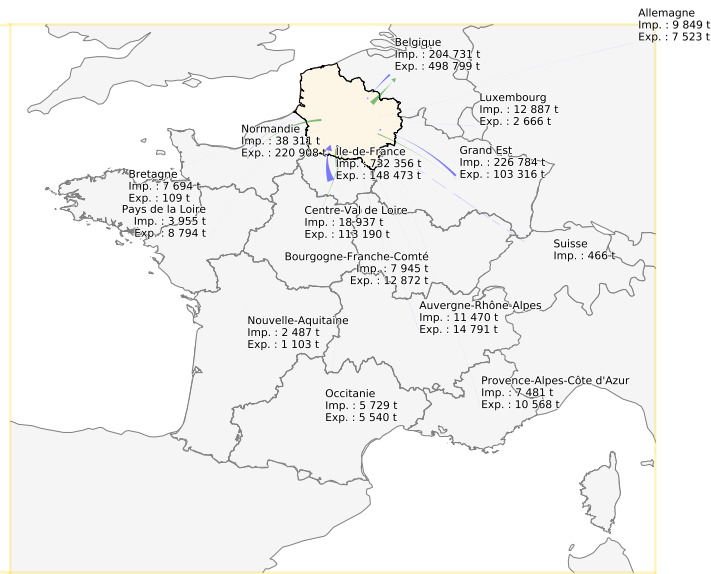 Allemagne
Imp. : 9 849 t
Exp. : 7 523 t
Belgique
Imp. : 204 731 t
Exp. : 498 799 t
Luxembourg
Imp. : 12 887 t
Exp. : 2 666 t
Normandie
Imp. : 38 311 t
Exp. : 220 908 t
Île-de-France
Imp. : 732 356 t
Exp. : 148 473 t
Grand Est
Imp. : 226 784 t
Exp. : 103 316 t
Bretagne
Imp. : 7 694 t
Exp. : 109 t
Pays de la Loire
Imp. : 3 955 t
Exp. : 8 794 t
Centre-Val de Loire
Imp. : 18 937 t
Exp. : 113 190 t
Suisse
Imp. : 466 t
Bourgogne-Franche-Comté
Imp. : 7 945 t
Exp. : 12 872 t
Auvergne-Rhône-Alpes
Imp. : 11 470 t
Exp. : 14 791 t
Nouvelle-Aquitaine
Imp. : 2 487 t
Exp. : 1 103 t
Provence-Alpes-Côte d'Azur
Imp. : 7 481 t
Exp. : 10 568 t
Occitanie
Imp. : 5 729 t
Exp. : 5 540 t